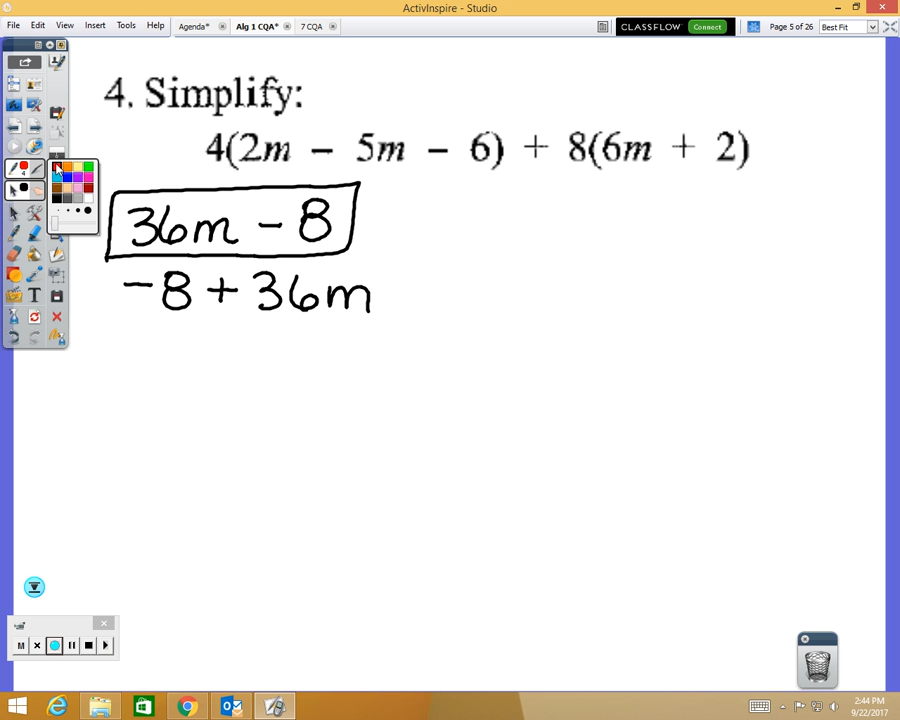 ActivInspire - Studio
File Edit View Insert Tools Help Agenda* Alg 1 CQA* 7 CQA CLASSFLOW Connect Page 5 of 26 Best Fit
4. Simplify:
4(2m − 5m − 6) + 8(6m + 2)
36m − 8
−8 + 36m
4
T
M
2:44 PM
9/22/2017